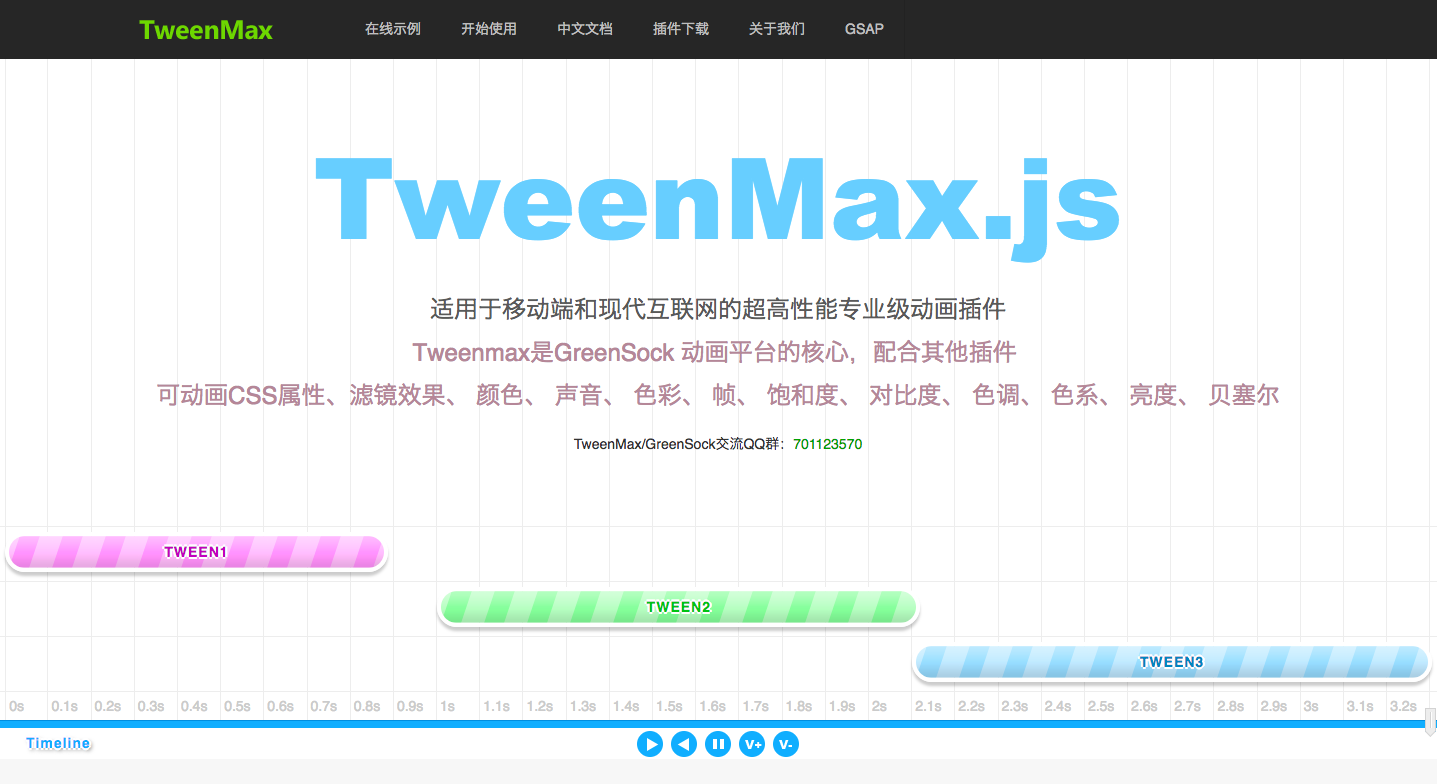 TweenMax 在线示例 开始使用 中文文档 插件下载 关于我们 GSAP
TweenMax.js
适用于移动端和现代互联网的超高性能专业级动画插件
Tweenmax是GreenSock 动画平台的核心，配合其他插件
可动画CSS属性、滤镜效果、 颜色、 声音、 色彩、 帧、 饱和度、 对比度、 色调、 色系、 亮度、 贝塞尔
TweenMax/GreenSock交流QQ群：701123570
TWEEN1
TWEEN2
TWEEN3
0s 0.1s 0.2s 0.3s 0.4s 0.5s 0.6s 0.7s 0.8s 0.9s 1s 1.1s 1.2s 1.3s 1.4s 1.5s 1.6s 1.7s 1.8s 1.9s 2s 2.1s 2.2s 2.3s 2.4s 2.5s 2.6s 2.7s 2.8s 2.9s 3s 3.1s 3.2s
Timeline V+ V-